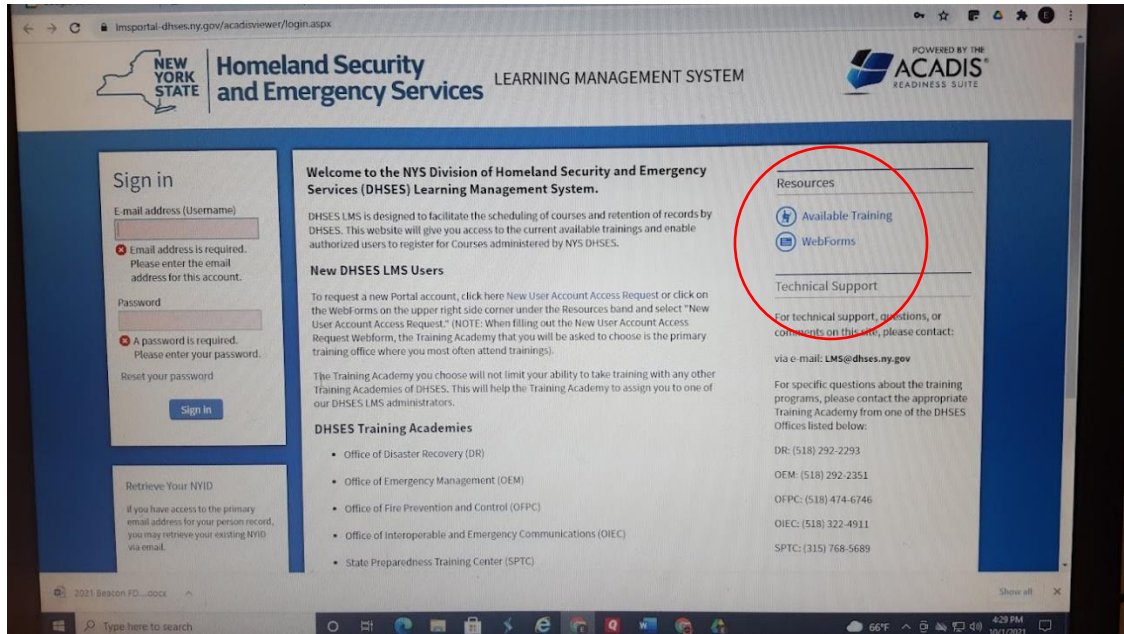 lmsportal-dhses.ny.gov/acadisviewer/login.aspx
E
NEW
YORK
STATE
Homeland Security
and Emergency Services
LEARNING MANAGEMENT SYSTEM
POWERED BY THE
ACADIS®
READINESS SUITE
Sign in
E-mail address (Username)
Email address is required.
Please enter the email
address for this account.
Password
A password is required.
Please enter your password.
Reset your password
Sign in
Retrieve Your NYID
If you have access to the primary
email address for your person record,
you may retrieve your existing NYID
via email.
Welcome to the NYS Division of Homeland Security and Emergency
Services (DHSES) Learning Management System.
DHSES LMS is designed to facilitate the scheduling of courses and retention of records by
DHSES. This website will give you access to the current available trainings and enable
authorized users to register for Courses administered by NYS DHSES.
New DHSES LMS Users
To request a new Portal account, click here New User Account Access Request or click on
the WebForms on the upper right side corner under the Resources band and select "New
User Account Access Request." (NOTE: When filling out the New User Account Access
Request Webform, the Training Academy that you will be asked to choose is the primary
training office where you most often attend trainings).
The Training Academy you choose will not limit your ability to take training with any other
Training Academies of DHSES. This will help the Training Academy to assign you to one of
our DHSES LMS administrators.
DHSES Training Academies
• Office of Disaster Recovery (DR)
• Office of Emergency Management (OEM)
• Office of Fire Prevention and Control (OFPC)
• Office of Interoperable and Emergency Communications (OIEC)
• State Preparedness Training Center (SPTC)
Resources
Available Training
WebForms
Technical Support
For technical support, questions, or
comments on this site, please contact:
via e-mail: LMS@dhses.ny.gov
For specific questions about the training
programs, please contact the appropriate
Training Academy from one of the DHSES
Offices listed below:
DR: (518) 292-2293
OEM: (518) 292-2351
OFPC: (518) 474-6746
OIEC: (518) 322-4911
SPTC: (315) 768-5689
2021 Beacon FD....docx
Show all
Type here to search
66°F
4:29 PM
10/1/2021